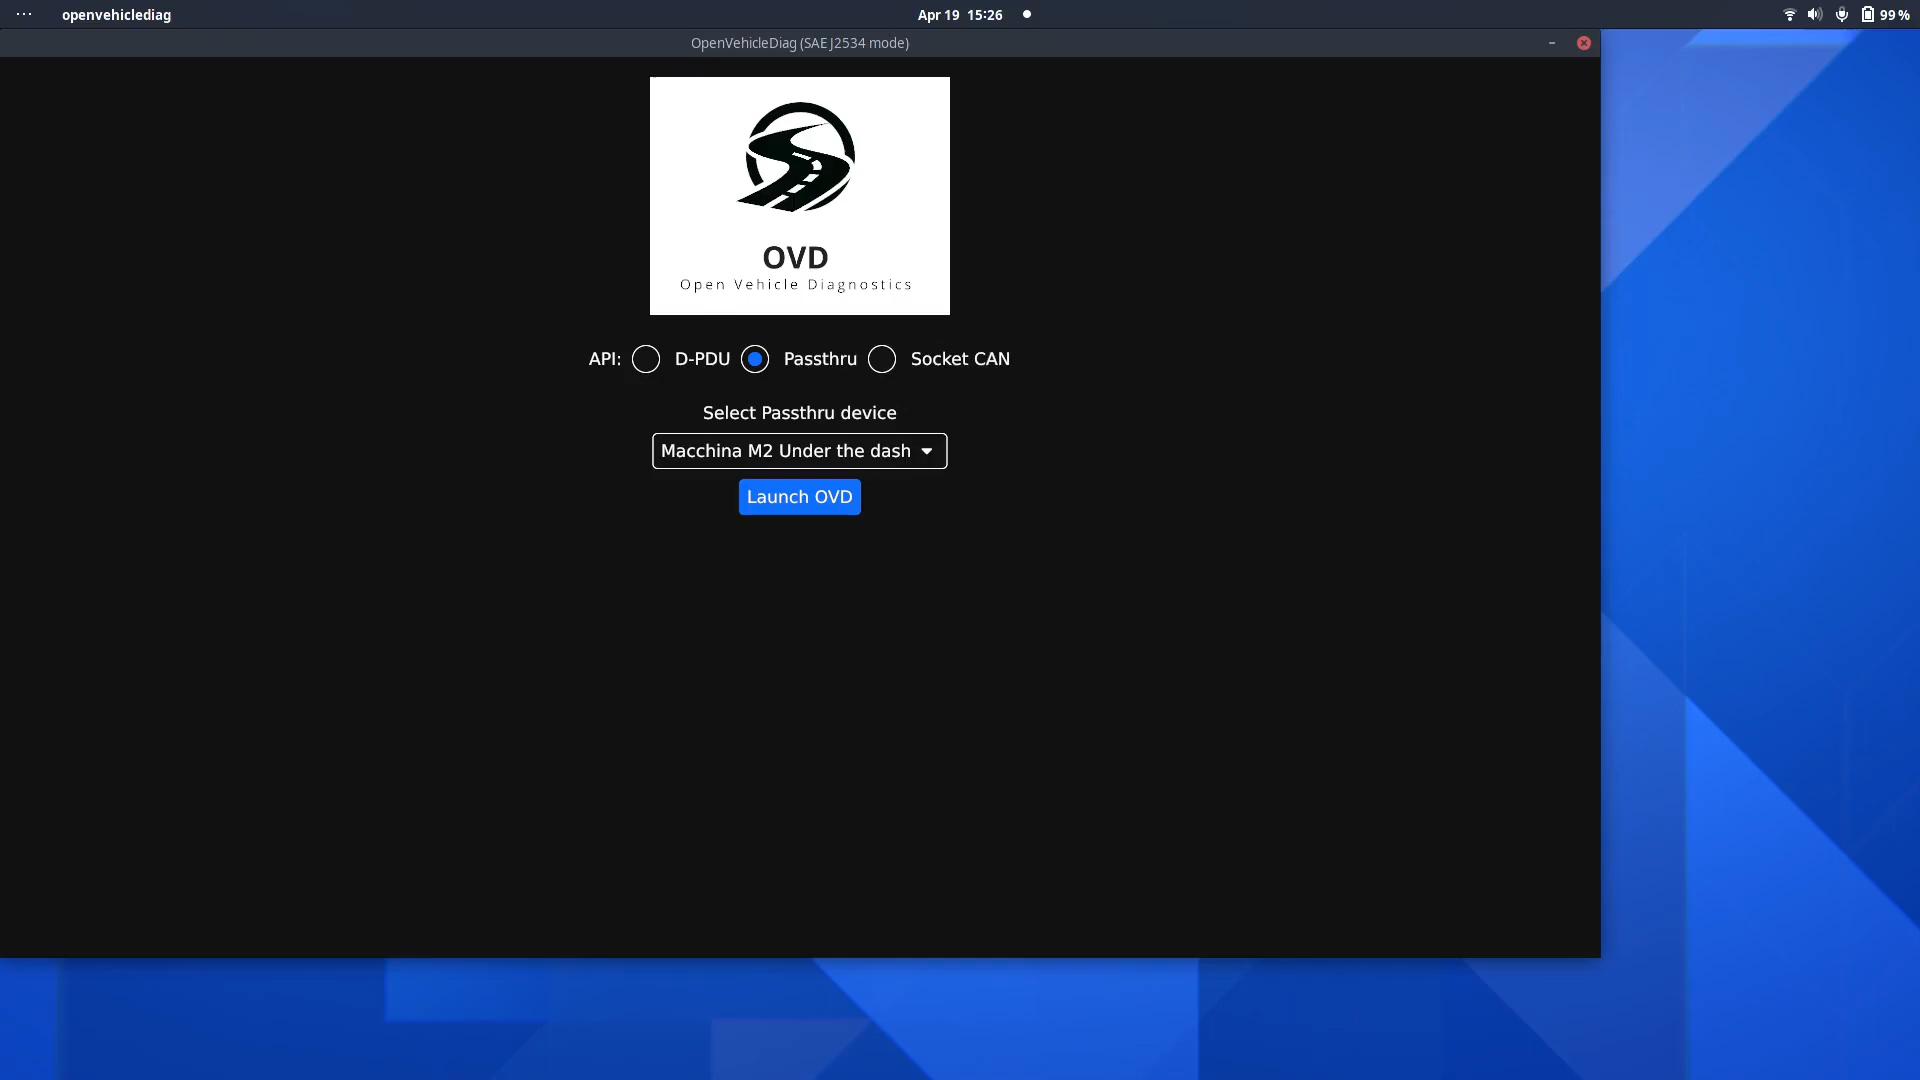 openvehiclediag
Apr 19 15:26
99 %
OpenVehicleDiag (SAE J2534 mode)
OVD
Open Vehicle Diagnostics
API: D-PDU Passthru Socket CAN
Select Passthru device
Macchina M2 Under the dash
Launch OVD